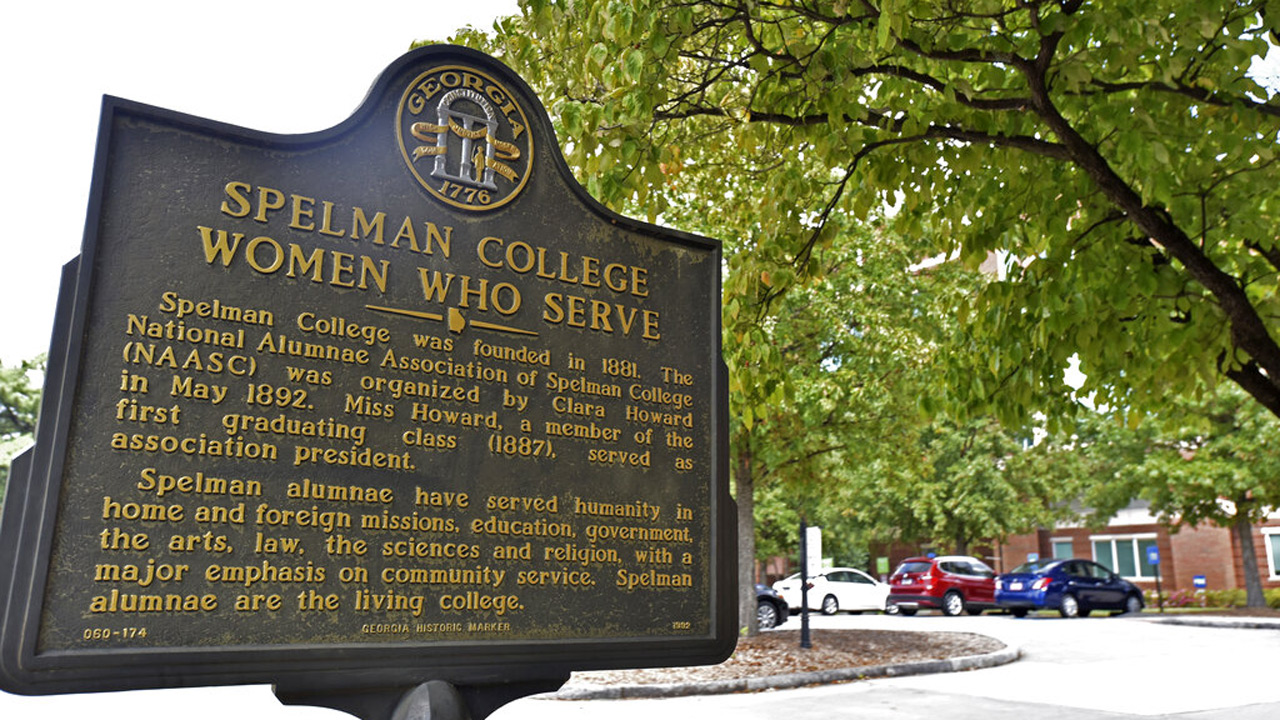 GEORGIA
CONSTITUTION
1776
SPELMAN COLLEGE
WOMEN WHO SERVE
Spelman College was founded in 1881. The
National Alumnae Association of Spelman College
(NAASC) was organized by Clara Howard
in May 1892. Miss Howard, a member of the
first graduating class (1887), served as
association president.
Spelman alumnae have served humanity in
home and foreign missions, education, government,
the arts, law, the sciences and religion, with a
major emphasis on community service. Spelman
alumnae are the living college.
060-174 GEORGIA HISTORIC MARKER 1992